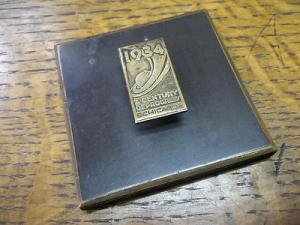 1934
A CENTURY
OF PROGRESS
CHICAGO